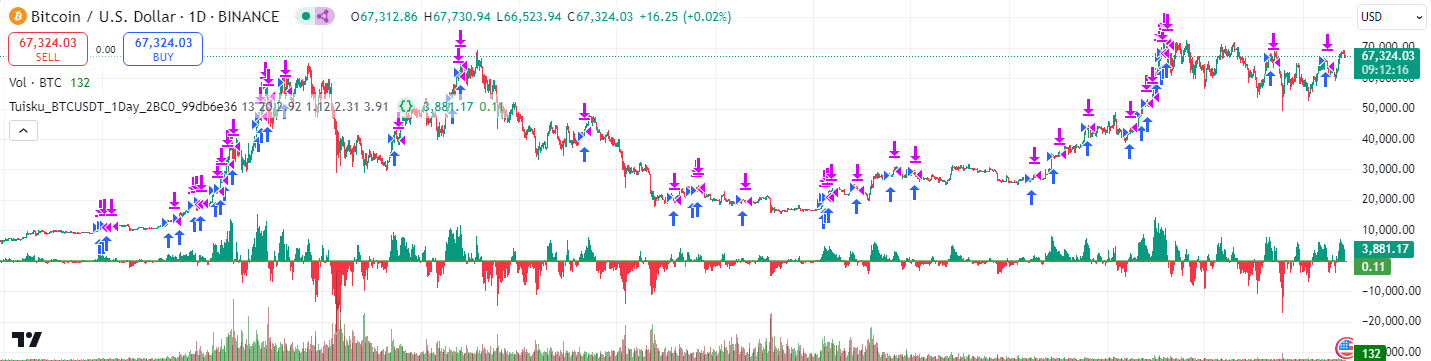 Bitcoin / U.S. Dollar · 1D · BINANCE O67,312.86 H67,730.94 L66,523.94 C67,324.03 +16.25 (+0.02%)
USD
67,324.03 SELL
0.00
67,324.03 BUY
Vol · BTC 132
Tuisku_BTCUSDT_1Day_2BC0_99db6e36 13 20 2.92 1.12 2.31 3.91 {} 3,881.17 0.11
70,000.00
67,324.03
09:12:16
60,000.00
50,000.00
40,000.00
30,000.00
20,000.00
10,000.00
3,881.17
0.11
−10,000.00
−20,000.00
132